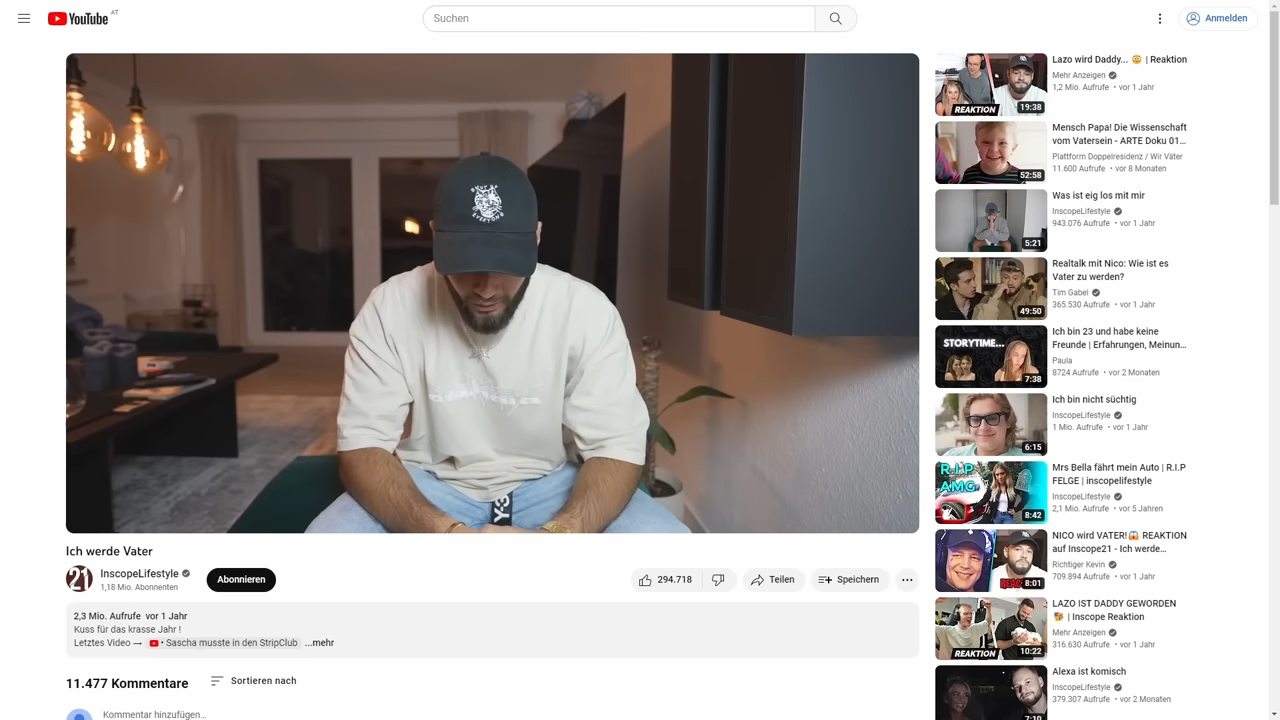 YouTube
AT
Suchen
Anmelden
NOT
EVERYONE
Y-3
Ich werde Vater
21
InscopeLifestyle
1,18 Mio. Abonnenten
Abonnieren
294.718
Teilen
Speichern
2,3 Mio. Aufrufe vor 1 Jahr
Kuss für das krasse Jahr !
Letztes Video → • Sascha musste in den StripClub ...mehr
11.477 Kommentare
Sortieren nach
Kommentar hinzufügen...
REAKTION
19:38
Lazo wird Daddy... 😳 | Reaktion
Mehr Anzeigen
1,2 Mio. Aufrufe • vor 1 Jahr
52:58
Mensch Papa! Die Wissenschaft
vom Vatersein - ARTE Doku 01...
Plattform Doppelresidenz / Wir Väter
11.600 Aufrufe • vor 8 Monaten
5:21
Was ist eig los mit mir
InscopeLifestyle
943.076 Aufrufe • vor 1 Jahr
49:50
Realtalk mit Nico: Wie ist es
Vater zu werden?
Tim Gabel
365.530 Aufrufe • vor 1 Jahr
STORYTIME...
7:38
Ich bin 23 und habe keine
Freunde | Erfahrungen, Meinun...
Paula
8724 Aufrufe • vor 2 Monaten
6:15
Ich bin nicht süchtig
InscopeLifestyle
1 Mio. Aufrufe • vor 1 Jahr
R.I.P
AMG
8:42
Mrs Bella fährt mein Auto | R.I.P
FELGE | inscopelifestyle
InscopeLifestyle
2,1 Mio. Aufrufe • vor 5 Jahren
8:01
NICO wird VATER!😱 REAKTION
auf Inscope21 - Ich werde...
Richtiger Kevin
709.894 Aufrufe • vor 1 Jahr
REAKTION
10:22
LAZO IST DADDY GEWORDEN
| Inscope Reaktion
Mehr Anzeigen
316.630 Aufrufe • vor 1 Jahr
7:10
Alexa ist komisch
InscopeLifestyle
379.307 Aufrufe • vor 2 Monaten